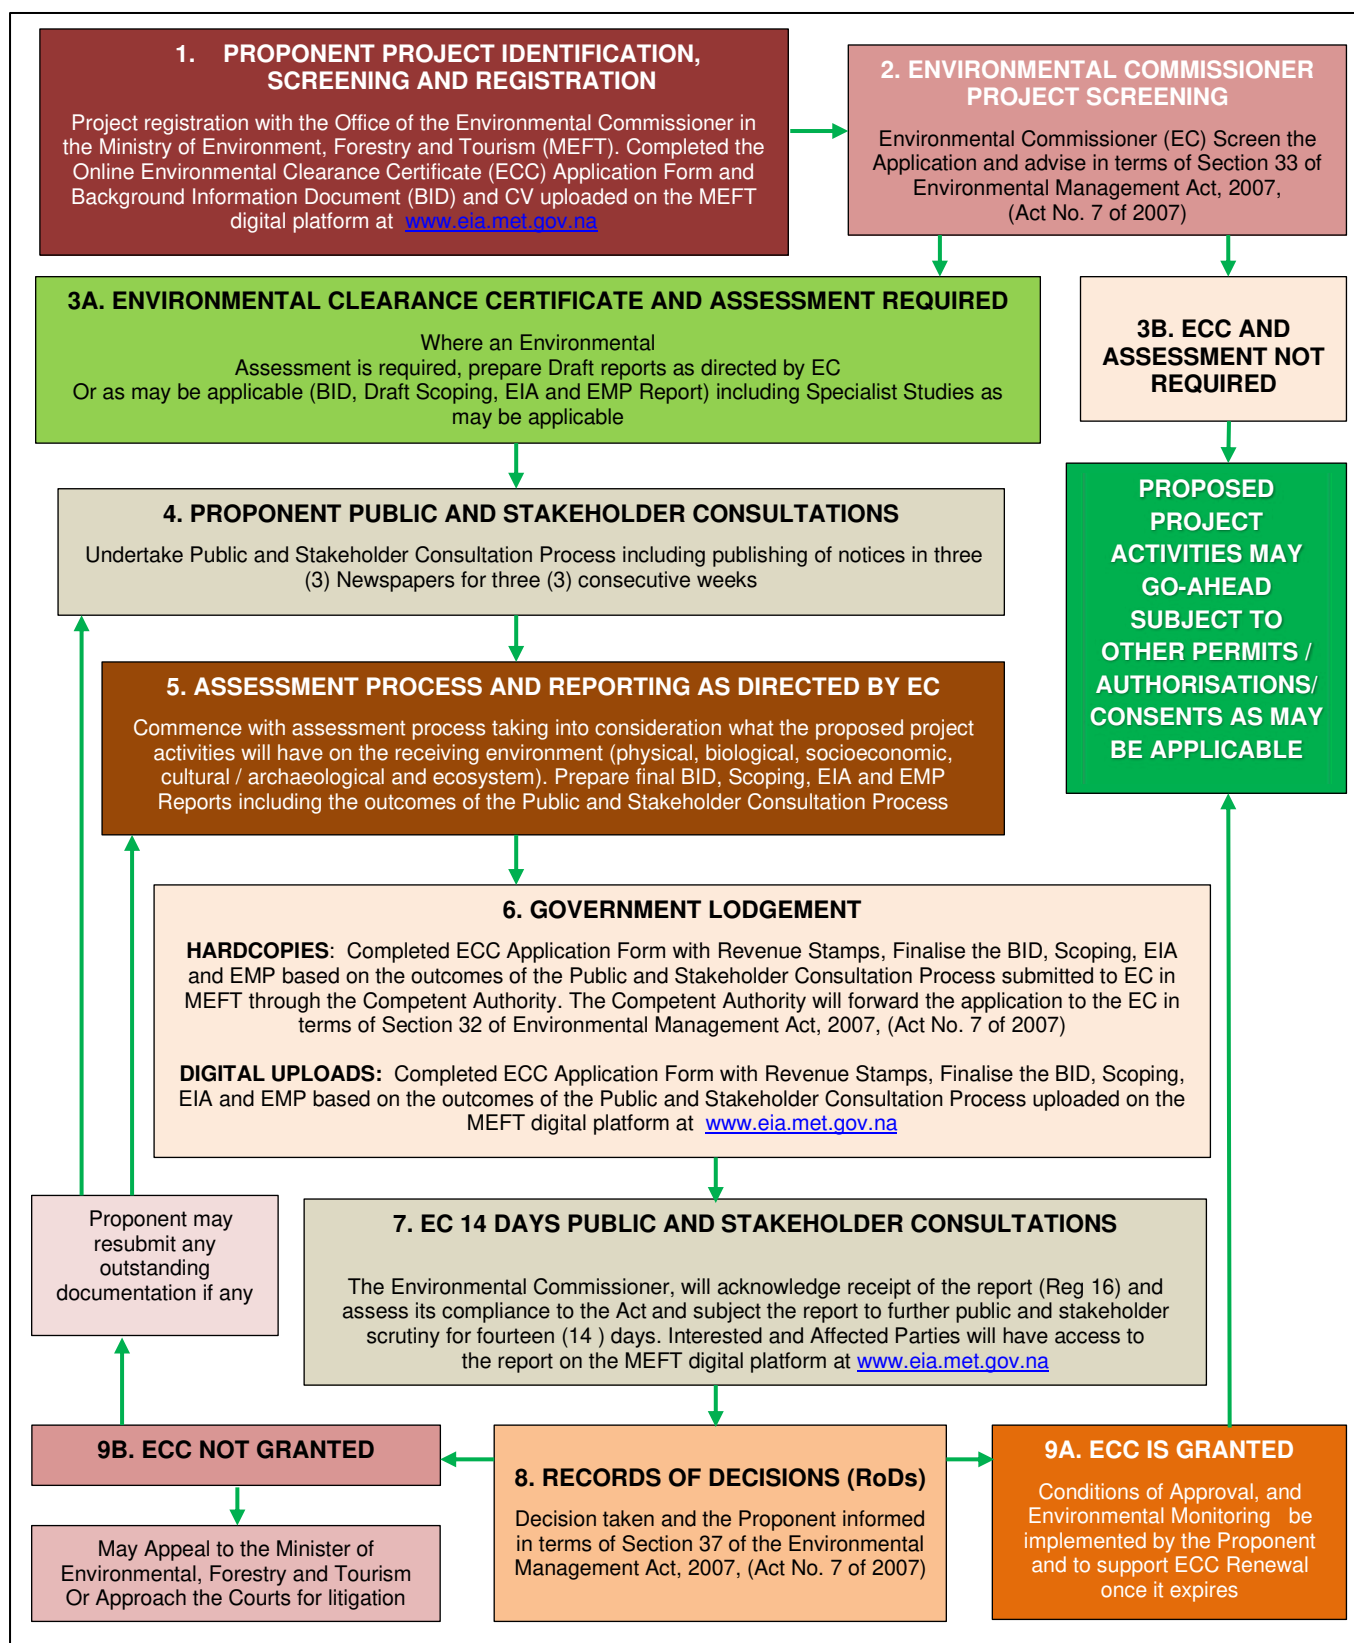 1. PROPONENT PROJECT IDENTIFICATION,
SCREENING AND REGISTRATION
Project registration with the Office of the Environmental Commissioner in
the Ministry of Environment, Forestry and Tourism (MEFT). Completed the
Online Environmental Clearance Certificate (ECC) Application Form and
Background Information Document (BID) and CV uploaded on the MEFT
digital platform at www.eia.met.gov.na
2. ENVIRONMENTAL COMMISSIONER
PROJECT SCREENING
Environmental Commissioner (EC) Screen the
Application and advise in terms of Section 33 of
Environmental Management Act, 2007,
(Act No. 7 of 2007)
3A. ENVIRONMENTAL CLEARANCE CERTIFICATE AND ASSESSMENT REQUIRED
Where an Environmental
Assessment is required, prepare Draft reports as directed by EC
Or as may be applicable (BID, Draft Scoping, EIA and EMP Report) including Specialist Studies as
may be applicable
3B. ECC AND
ASSESSMENT NOT
REQUIRED
4. PROPONENT PUBLIC AND STAKEHOLDER CONSULTATIONS
Undertake Public and Stakeholder Consultation Process including publishing of notices in three
(3) Newspapers for three (3) consecutive weeks
PROPOSED
PROJECT
ACTIVITIES MAY
GO-AHEAD
SUBJECT TO
OTHER PERMITS /
AUTHORISATIONS/
CONSENTS AS MAY
BE APPLICABLE
5. ASSESSMENT PROCESS AND REPORTING AS DIRECTED BY EC
Commence with assessment process taking into consideration what the proposed project
activities will have on the receiving environment (physical, biological, socioeconomic,
cultural / archaeological and ecosystem). Prepare final BID, Scoping, EIA and EMP
Reports including the outcomes of the Public and Stakeholder Consultation Process
6. GOVERNMENT LODGEMENT
HARDCOPIES: Completed ECC Application Form with Revenue Stamps, Finalise the BID, Scoping, EIA
and EMP based on the outcomes of the Public and Stakeholder Consultation Process submitted to EC in
MEFT through the Competent Authority. The Competent Authority will forward the application to the EC in
terms of Section 32 of Environmental Management Act, 2007, (Act No. 7 of 2007)
DIGITAL UPLOADS: Completed ECC Application Form with Revenue Stamps, Finalise the BID, Scoping,
EIA and EMP based on the outcomes of the Public and Stakeholder Consultation Process uploaded on the
MEFT digital platform at www.eia.met.gov.na
Proponent may
resubmit any
outstanding
documentation if any
7. EC 14 DAYS PUBLIC AND STAKEHOLDER CONSULTATIONS
The Environmental Commissioner, will acknowledge receipt of the report (Reg 16) and
assess its compliance to the Act and subject the report to further public and stakeholder
scrutiny for fourteen (14 ) days. Interested and Affected Parties will have access to
the report on the MEFT digital platform at www.eia.met.gov.na
9B. ECC NOT GRANTED
May Appeal to the Minister of
Environmental, Forestry and Tourism
Or Approach the Courts for litigation
8. RECORDS OF DECISIONS (RoDs)
Decision taken and the Proponent informed
in terms of Section 37 of the Environmental
Management Act, 2007, (Act No. 7 of 2007)
9A. ECC IS GRANTED
Conditions of Approval, and
Environmental Monitoring be
implemented by the Proponent
and to support ECC Renewal
once it expires